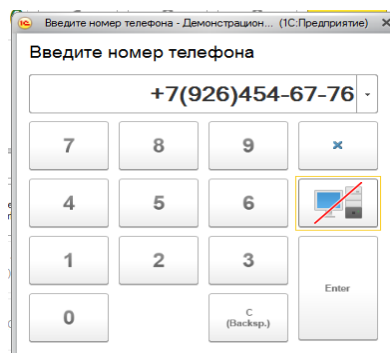 Введите номер телефона - Демонстрацион... (1С:Предприятие)
Введите номер телефона
+7(926)454-67-76
7 8 9
4 5 6
1 2 3
Enter
0 C
(Backsp.)